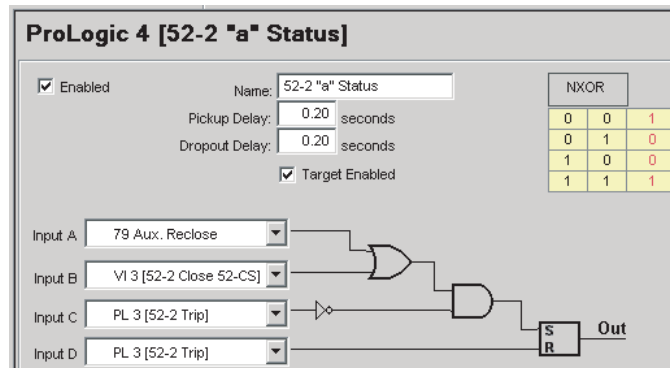 ProLogic 4 [52-2 "a" Status]
Enabled
Name: 52-2 "a" Status
Pickup Delay: 0.20 seconds
Dropout Delay: 0.20 seconds
Target Enabled
NXOR
0 0 1
0 1 0
1 0 0
1 1 1
Input A 79 Aux. Reclose
Input B VI 3 [52-2 Close 52-CS]
Input C PL 3 [52-2 Trip]
Input D PL 3 [52-2 Trip]
S
R
Out